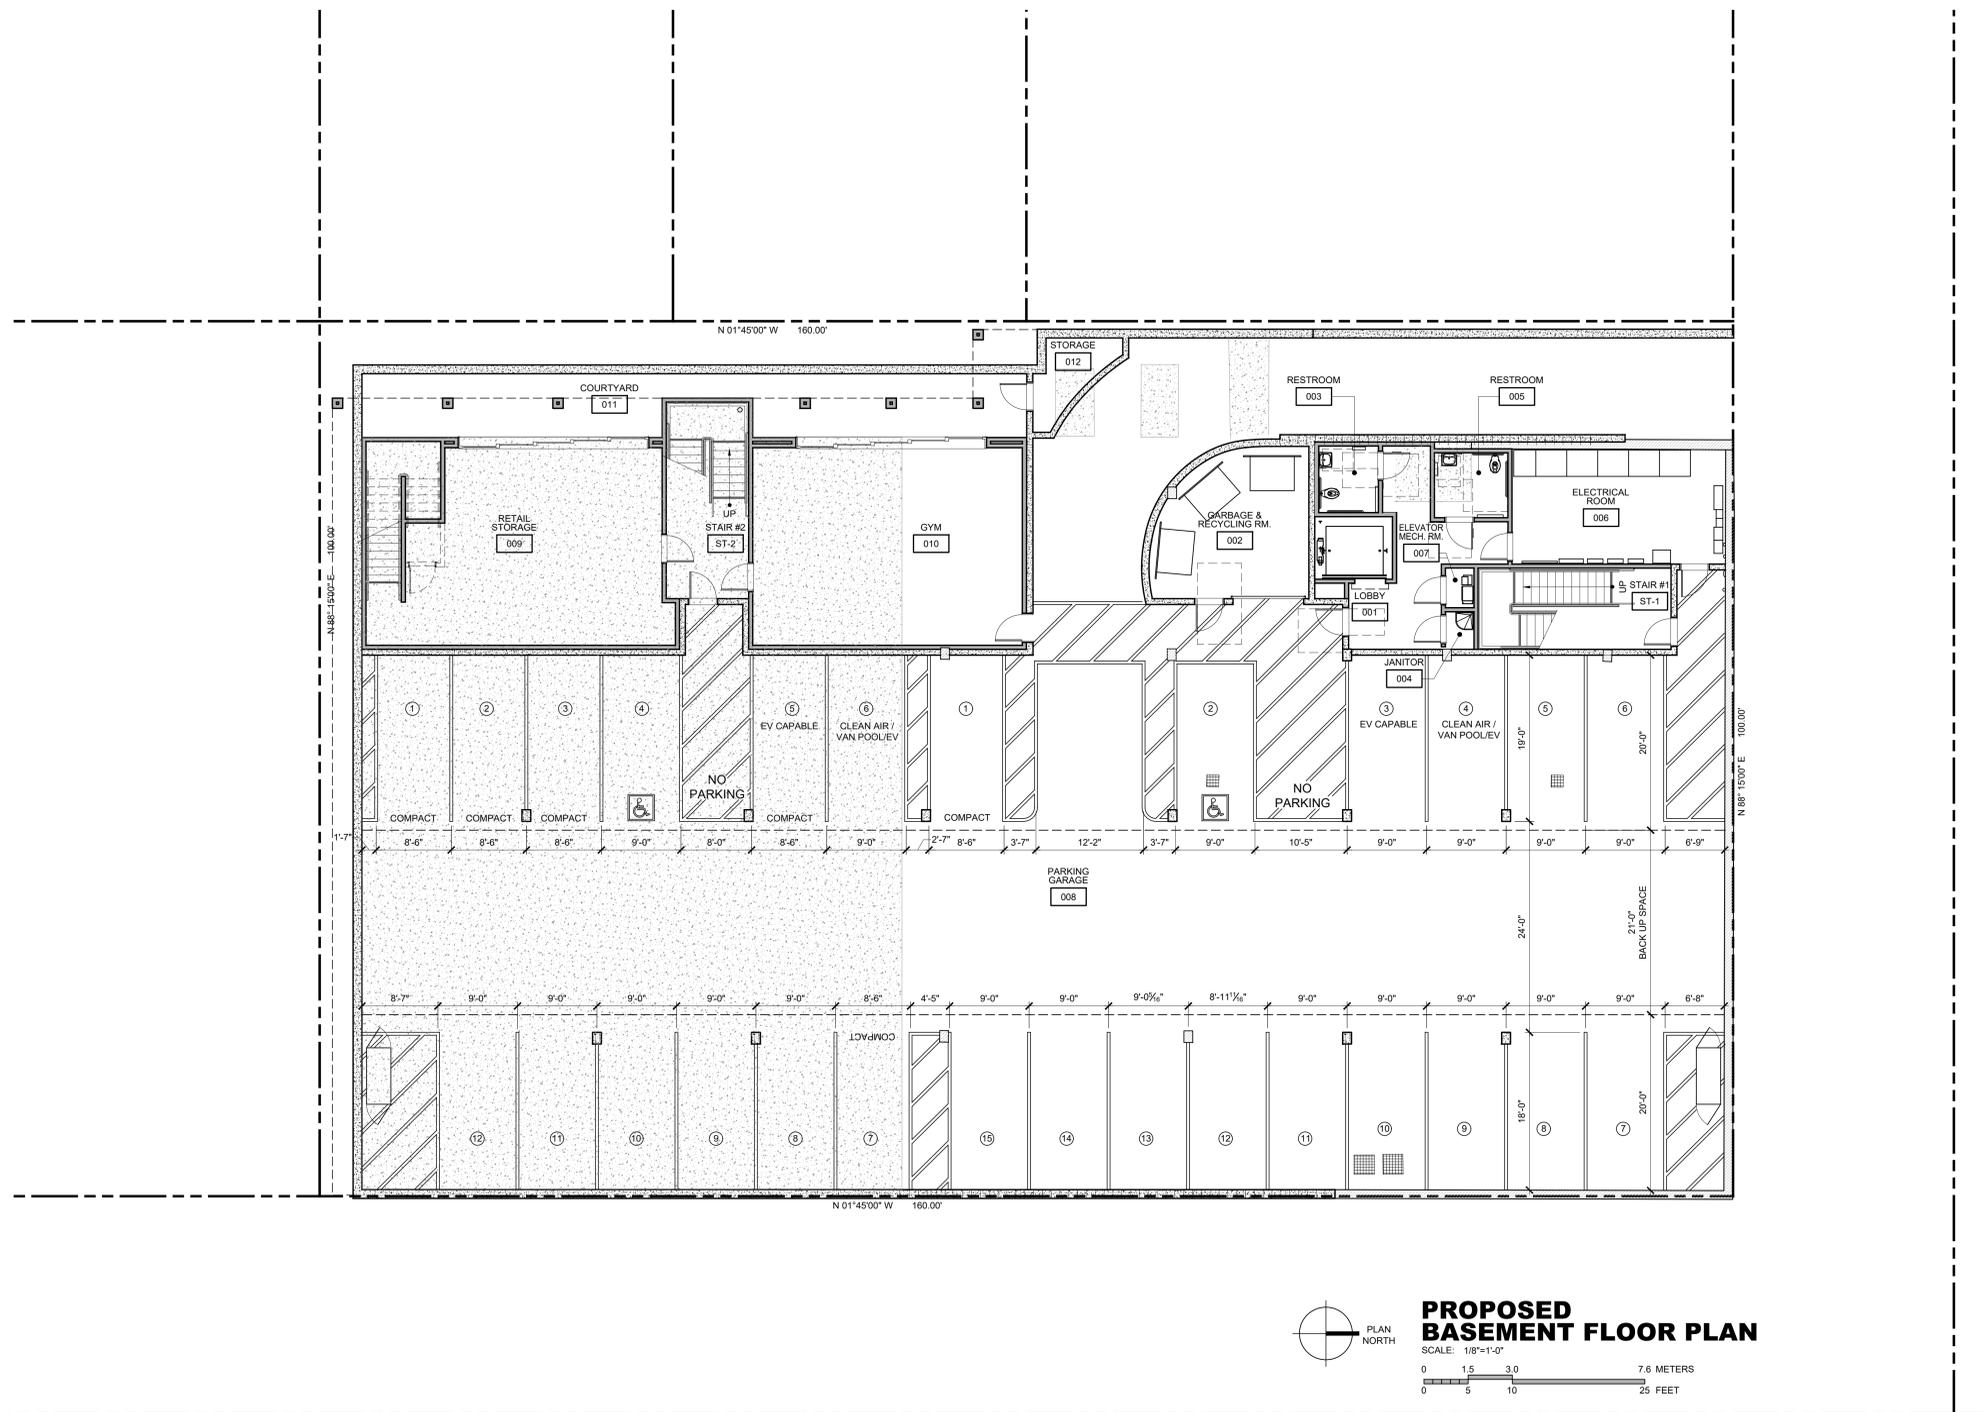 N 01°45'00" W 160.00'
STORAGE
012
COURTYARD
011
RESTROOM
003
RESTROOM
005
N 88° 15'00" E 100.00'
RETAIL
STORAGE
009
UP
STAIR #2
ST-2
GYM
010
GARBAGE &
RECYCLING RM.
002
ELEVATOR
MECH. RM.
007
ELECTRICAL
ROOM
006
LOBBY
001
UP
STAIR #1
ST-1
JANITOR
004
1
2
3
4
5
EV CAPABLE
6
CLEAN AIR /
VAN POOL/EV
1
2
3
EV CAPABLE
4
CLEAN AIR /
VAN POOL/EV
5
6
19'-0"
20'-0"
N 88° 15'00" E 100.00'
NO
PARKING
NO
PARKING
COMPACT
COMPACT
COMPACT
COMPACT
COMPACT
1'-7"
8'-6"
8'-6"
8'-6"
9'-0"
8'-0"
8'-6"
9'-0"
2'-7"
8'-6"
3'-7"
12'-2"
3'-7"
9'-0"
10'-5"
9'-0"
9'-0"
9'-0"
9'-0"
6'-9"
PARKING
GARAGE
008
24'-0"
21'-0"
BACK UP SPACE
8'-7"
9'-0"
9'-0"
9'-0"
9'-0"
9'-0"
8'-6"
4'-5"
9'-0"
9'-0"
9'-0 5/16"
8'-11 11/16"
9'-0"
9'-0"
9'-0"
9'-0"
9'-0"
6'-8"
COMPACT
18'-0"
20'-0"
12
11
10
9
8
7
15
14
13
12
11
10
9
8
7
N 01°45'00" W 160.00'
PLAN
NORTH
PROPOSED
BASEMENT FLOOR PLAN
SCALE: 1/8"=1'-0"
0 1.5 3.0 7.6 METERS
0 5 10 25 FEET